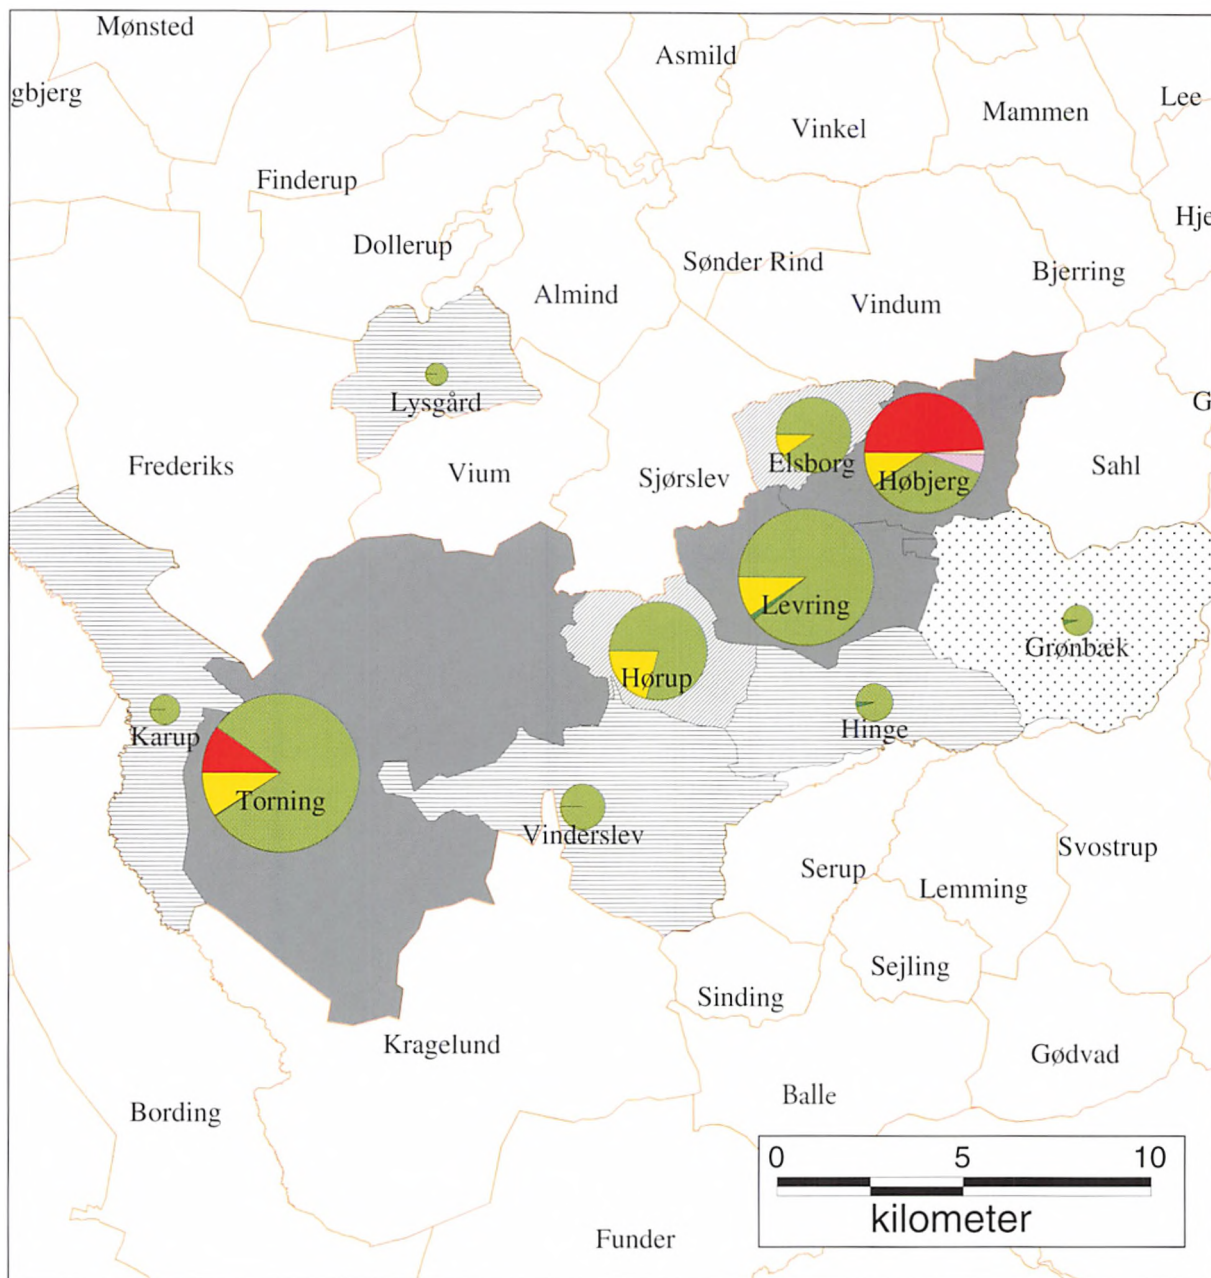 Mønsted
Asmild
gbjerg
Lee
Mammen
Vinkel
Finderup
Hje
Dollerup
Sønder Rind
Bjerring
Almind
Vindum
Lysgård
G
Elsborg
Frederiks
Vium
Sjørslev
Høbjerg
Sahl
Levring
Grønbæk
Hørup
Hinge
Karup
Torning
Vinderslev
Svostrup
Serup
Lemming
Sejling
Sinding
Kragelund
Gødvad
Balle
Bording
0 5 10
kilometer
Funder